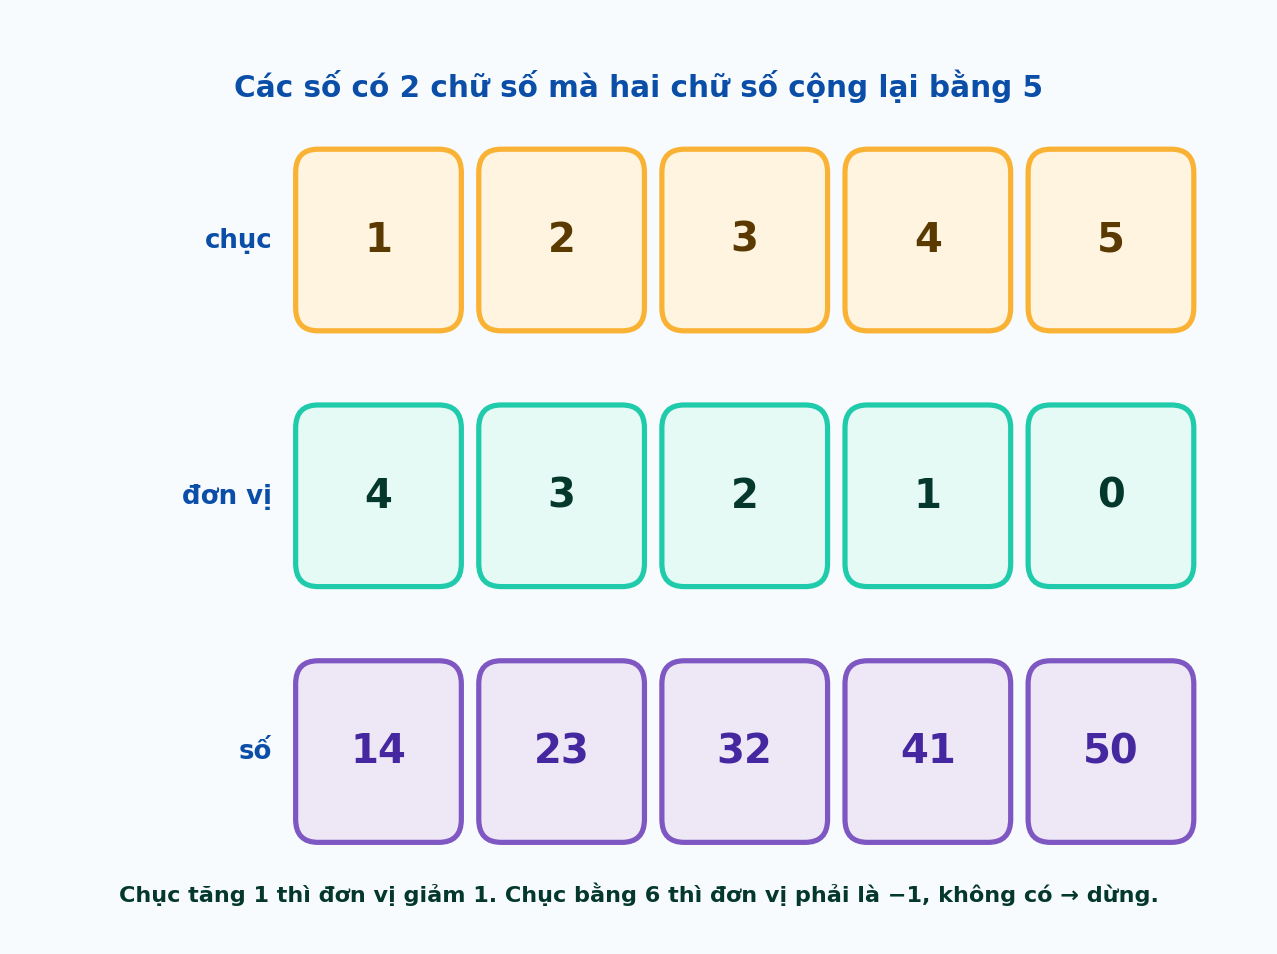 Các số có 2 chữ số mà hai chữ số cộng lại bằng 5
chục 1 2 3 4 5
đơn vị 4 3 2 1 0
số 14 23 32 41 50
Chục tăng 1 thì đơn vị giảm 1. Chục bằng 6 thì đơn vị phải là −1, không có → dừng.